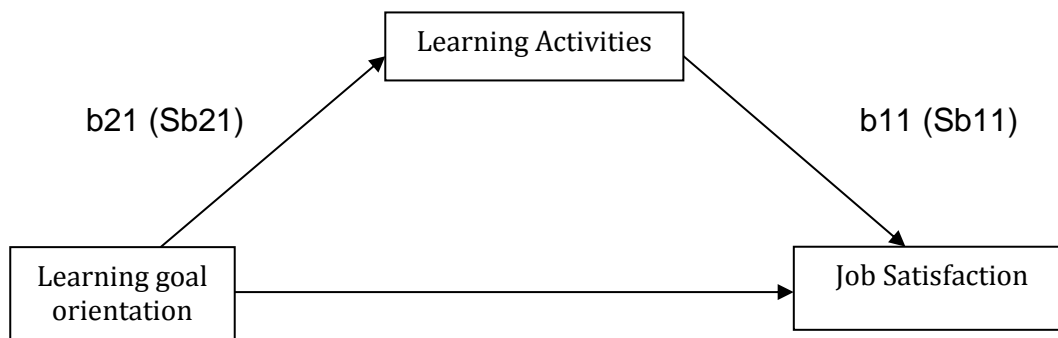 Learning Activities
b21 (Sb21)
b11 (Sb11)
Learning goal
orientation
Job Satisfaction